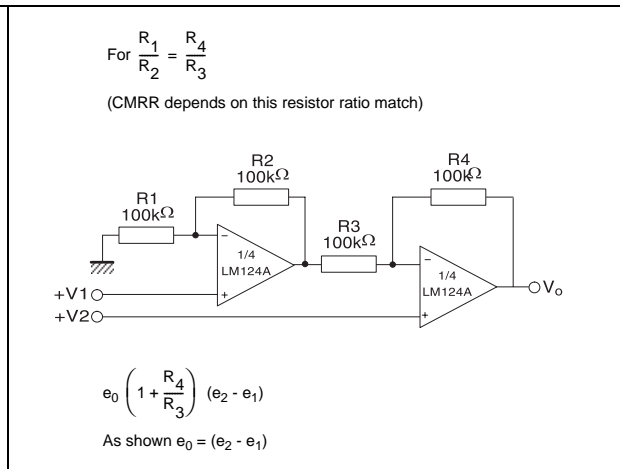 For R1/R2 = R4/R3
(CMRR depends on this resistor ratio match)
R2
100kΩ
R4
100kΩ
R1
100kΩ
R3
100kΩ
1/4
LM124A
1/4
LM124A
+V1
+V2
Vo
e0 (1 + R4/R3) (e2 - e1)
As shown e0 = (e2 - e1)